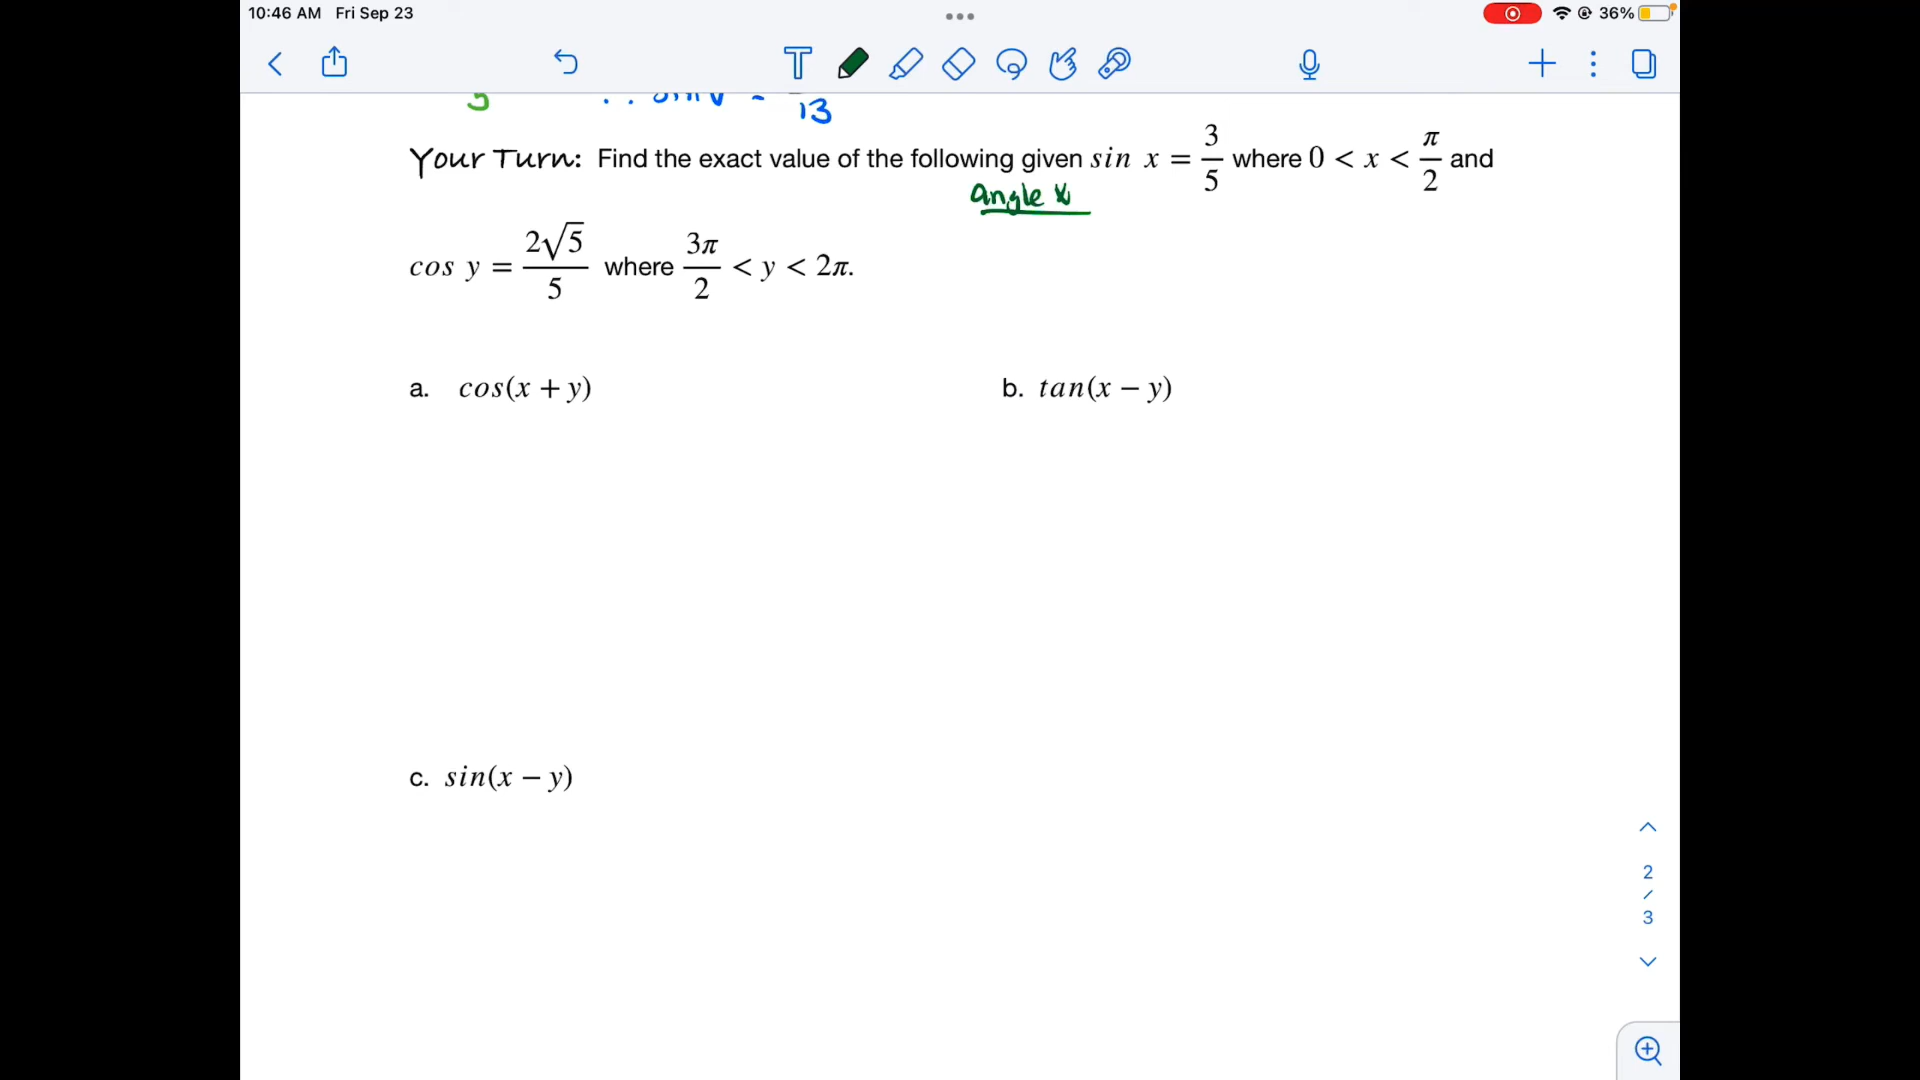 10:46 AM Fri Sep 23
36%
13
Your Turn: Find the exact value of the following given sin x = 3/5 where 0 < x < π/2 and
angle x
cos y = 2√5/5 where 3π/2 < y < 2π.
a. cos(x + y)
b. tan(x − y)
c. sin(x − y)
2
/
3